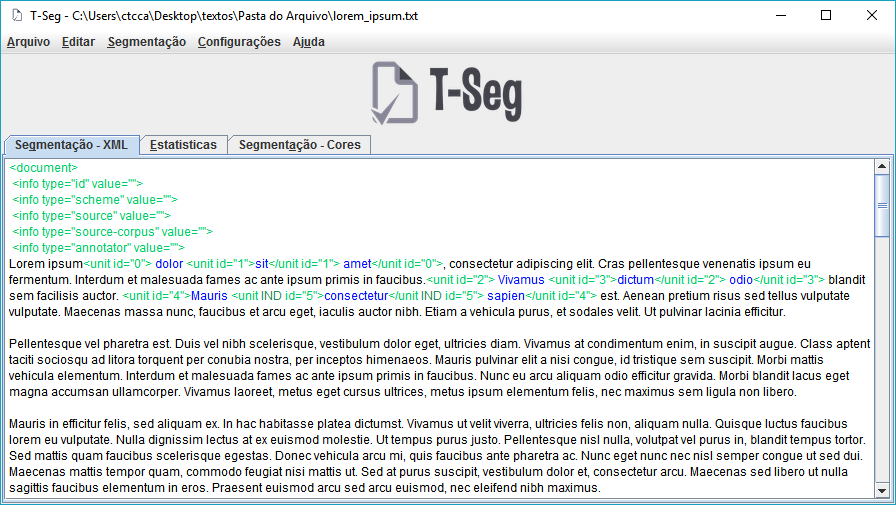 T-Seg - C:\Users\ctcca\Desktop\textos\Pasta do Arquivo\lorem_ipsum.txt
Arquivo Editar Segmentação Configurações Ajuda
T-Seg
Segmentação - XML Estatisticas Segmentação - Cores
<document>
<info type="id" value="">
<info type="scheme" value="">
<info type="source" value="">
<info type="source-corpus" value="">
<info type="annotator" value="">
Lorem ipsum<unit id="0"> dolor <unit id="1">sit</unit id="1"> amet</unit id="0">, consectetur adipiscing elit. Cras pellentesque venenatis ipsum eu
fermentum. Interdum et malesuada fames ac ante ipsum primis in faucibus.<unit id="2"> Vivamus <unit id="3">dictum</unit id="2"> odio</unit id="3"> blandit
sem facilisis auctor. <unit id="4">Mauris <unit IND id="5">consectetur</unit IND id="5"> sapien</unit id="4"> est. Aenean pretium risus sed tellus vulputate
vulputate. Maecenas massa nunc, faucibus et arcu eget, iaculis auctor nibh. Etiam a vehicula purus, et sodales velit. Ut pulvinar lacinia efficitur.
Pellentesque vel pharetra est. Duis vel nibh scelerisque, vestibulum dolor eget, ultricies diam. Vivamus at condimentum enim, in suscipit augue. Class aptent
taciti sociosqu ad litora torquent per conubia nostra, per inceptos himenaeos. Mauris pulvinar elit a nisi congue, id tristique sem suscipit. Morbi mattis
vehicula elementum. Interdum et malesuada fames ac ante ipsum primis in faucibus. Nunc eu arcu aliquam odio efficitur gravida. Morbi blandit lacus eget
magna accumsan ullamcorper. Vivamus laoreet, metus eget cursus ultrices, metus ipsum elementum felis, nec maximus sem ligula non libero.
Mauris in efficitur felis, sed aliquam ex. In hac habitasse platea dictumst. Vivamus ut velit viverra, ultricies felis non, aliquam nulla. Quisque luctus faucibus
lorem eu vulputate. Nulla dignissim lectus at ex euismod molestie. Ut tempus purus justo. Pellentesque nisl nulla, volutpat vel purus in, blandit tempus tortor.
Sed mattis quam faucibus scelerisque egestas. Donec vehicula arcu mi, quis faucibus ante pharetra ac. Nunc eget nunc nec nisl semper congue ut sed dui.
Maecenas mattis tempor quam, commodo feugiat nisi mattis ut. Sed at purus suscipit, vestibulum dolor et, consectetur arcu. Maecenas sed libero ut nulla
sagittis faucibus elementum in eros. Praesent euismod arcu sed arcu euismod, nec eleifend nibh maximus.